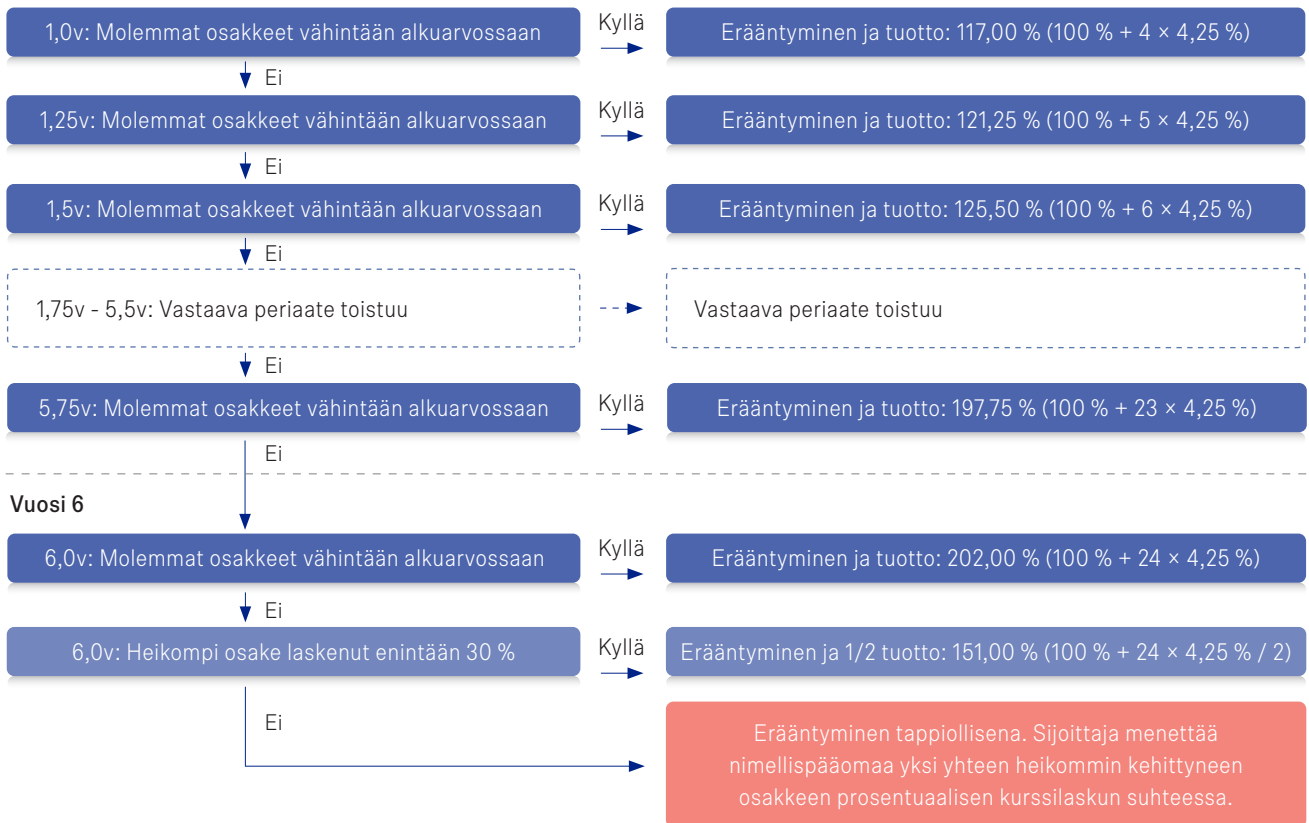 1,0v: Molemmat osakkeet vähintään alkuarvossaan
Kyllä
Erääntyminen ja tuotto: 117,00 % (100 % + 4 × 4,25 %)
Ei
1,25v: Molemmat osakkeet vähintään alkuarvossaan
Kyllä
Erääntyminen ja tuotto: 121,25 % (100 % + 5 × 4,25 %)
Ei
1,5v: Molemmat osakkeet vähintään alkuarvossaan
Kyllä
Erääntyminen ja tuotto: 125,50 % (100 % + 6 × 4,25 %)
Ei
1,75v - 5,5v: Vastaava periaate toistuu
Vastaava periaate toistuu
Ei
5,75v: Molemmat osakkeet vähintään alkuarvossaan
Kyllä
Erääntyminen ja tuotto: 197,75 % (100 % + 23 × 4,25 %)
Ei
Vuosi 6
6,0v: Molemmat osakkeet vähintään alkuarvossaan
Kyllä
Erääntyminen ja tuotto: 202,00 % (100 % + 24 × 4,25 %)
Ei
6,0v: Heikompi osake laskenut enintään 30 %
Kyllä
Erääntyminen ja 1/2 tuotto: 151,00 % (100 % + 24 × 4,25 % / 2)
Ei
Erääntyminen tappiollisena. Sijoittaja menettää
nimellispääomaa yksi yhteen heikommin kehittyneen
osakkeen prosentuaalisen kurssilaskun suhteessa.